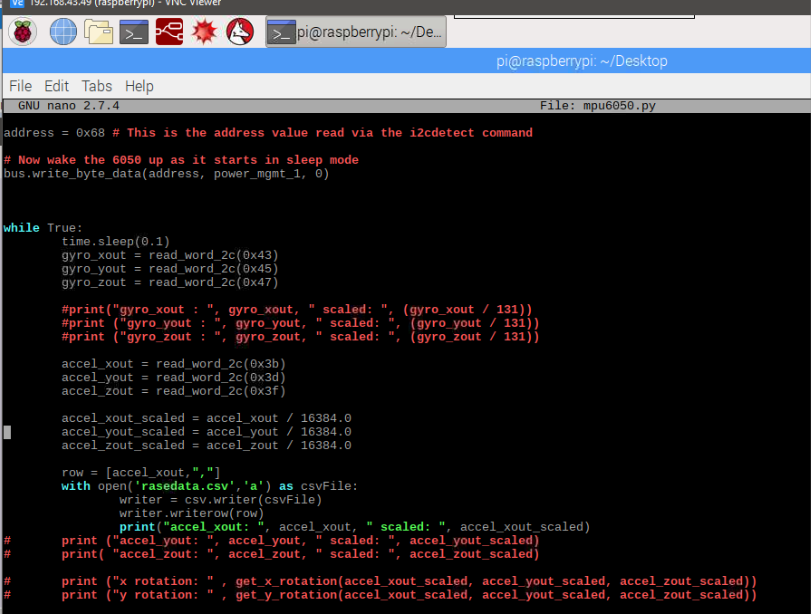 192.168.43.49 (raspberrypi) - VNC Viewer
pi@raspberrypi: ~/De...
pi@raspberrypi: ~/Desktop
File Edit Tabs Help
GNU nano 2.7.4 File: mpu6050.py
address = 0x68 # This is the address value read via the i2cdetect command
# Now wake the 6050 up as it starts in sleep mode
bus.write_byte_data(address, power_mgmt_1, 0)
while True:
time.sleep(0.1)
gyro_xout = read_word_2c(0x43)
gyro_yout = read_word_2c(0x45)
gyro_zout = read_word_2c(0x47)
#print("gyro_xout : ", gyro_xout, " scaled: ", (gyro_xout / 131))
#print ("gyro_yout : ", gyro_yout, " scaled: ", (gyro_yout / 131))
#print ("gyro_zout : ", gyro_zout, " scaled: ", (gyro_zout / 131))
accel_xout = read_word_2c(0x3b)
accel_yout = read_word_2c(0x3d)
accel_zout = read_word_2c(0x3f)
accel_xout_scaled = accel_xout / 16384.0
accel_yout_scaled = accel_yout / 16384.0
accel_zout_scaled = accel_zout / 16384.0
row = [accel_xout,","]
with open('rasedata.csv','a') as csvFile:
writer = csv.writer(csvFile)
writer.writerow(row)
print("accel_xout: ", accel_xout, " scaled: ", accel_xout_scaled)
# print ("accel_yout: ", accel_yout, " scaled: ", accel_yout_scaled)
# print( "accel_zout: ", accel_zout, " scaled: ", accel_zout_scaled)
# print ("x rotation: " , get_x_rotation(accel_xout_scaled, accel_yout_scaled, accel_zout_scaled))
# print ("y rotation: " , get_y_rotation(accel_xout_scaled, accel_yout_scaled, accel_zout_scaled))